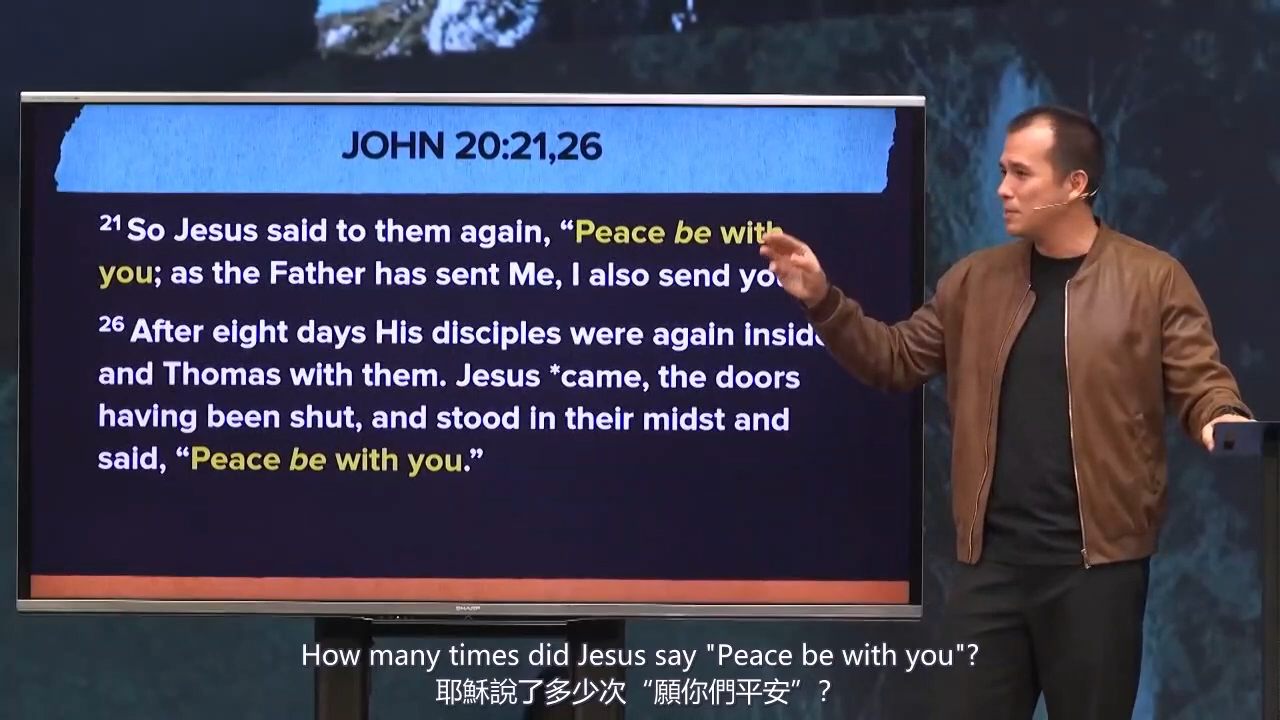 JOHN 20:21,26
21 So Jesus said to them again, “Peace be with
you; as the Father has sent Me, I also send
26 After eight days His disciples were again inside
and Thomas with them. Jesus *came, the doors
having been shut, and stood in their midst and
said, “Peace be with you.”
SHARP
How many times did Jesus say "Peace be with you"?
耶穌說了多少次“願你們平安”？